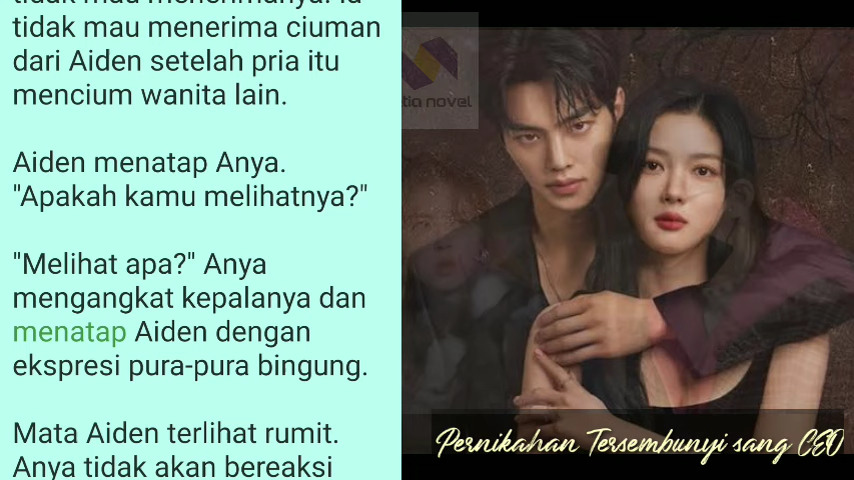 tidak mau menerima ciuman
dari Aiden setelah pria itu
mencium wanita lain.
Aiden menatap Anya.
"Apakah kamu melihatnya?"
"Melihat apa?" Anya
mengangkat kepalanya dan
menatap Aiden dengan
ekspresi pura-pura bingung.
Mata Aiden terlihat rumit.
Anya tidak akan bereaksi
tia novel
Pernikahan Tersembunyi sang CEO